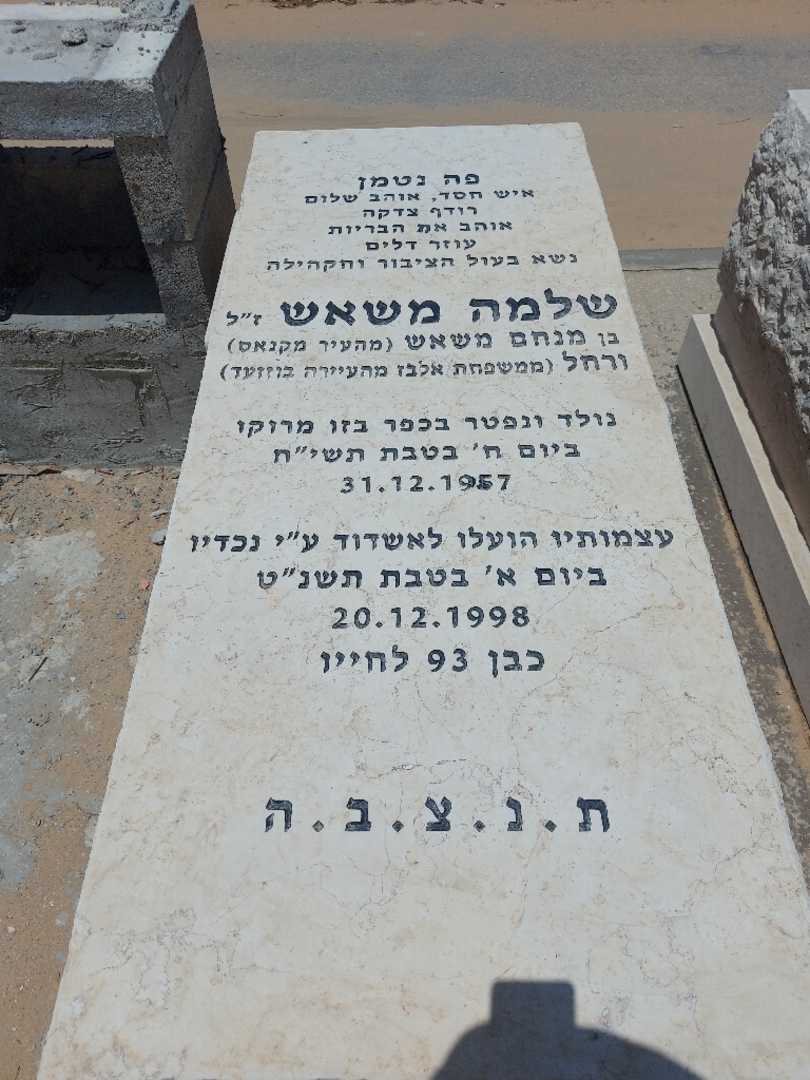 פה נטמן
איש חסד, אוהב שלום
רודף צדקה
אוהב את הבריות
עוזר דלים
נשא בעול הציבור והקהילה
שלמה משאש ז"ל
בן מנחם משאש (מהעיר מקנאס)
ורחל (ממשפחת אלבז מהעיירה בוזזעד)
נולד ונפטר בכפר בזו מרוקו
ביום ח' בטבת תשי"ח
31.12.1957
עצמותיו הועלו לאשדוד ע"י נכדיו
ביום א' בטבת תשנ"ט
20.12.1998
כבן 93 לחייו
ת.נ.צ.ב.ה